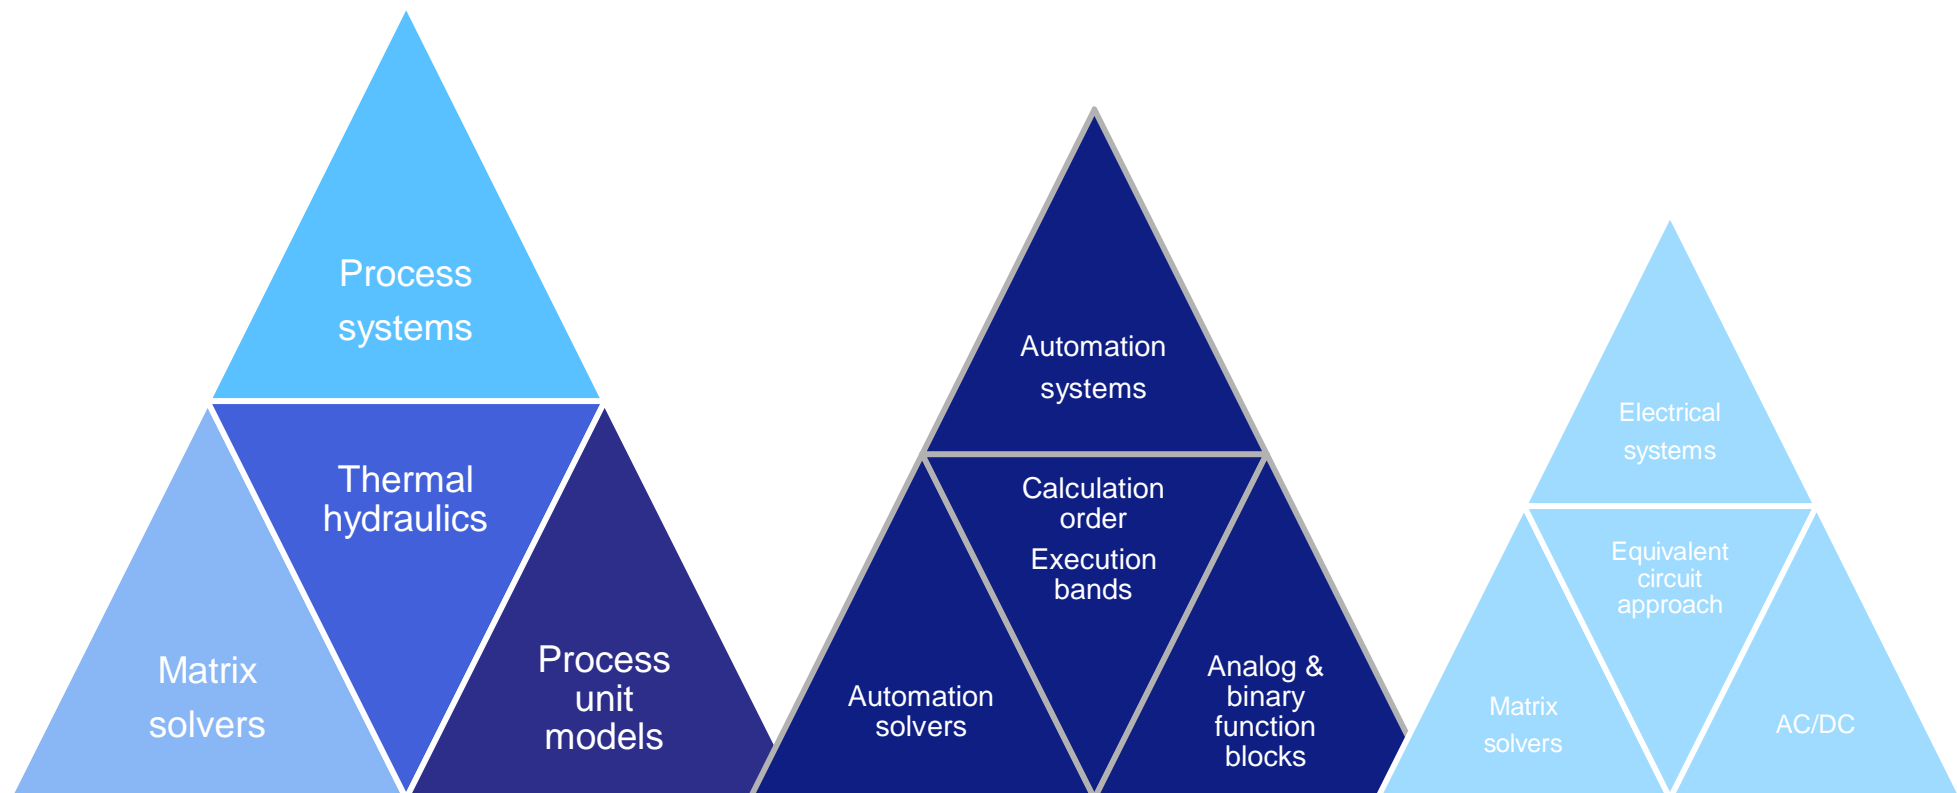 Process
systems
Thermal
hydraulics
Matrix
solvers
Process
unit
models
Automation
systems
Calculation
order
Execution
bands
Automation
solvers
Analog &
binary
function
blocks
Electrical
systems
Equivalent
circuit
approach
Matrix
solvers
AC/DC